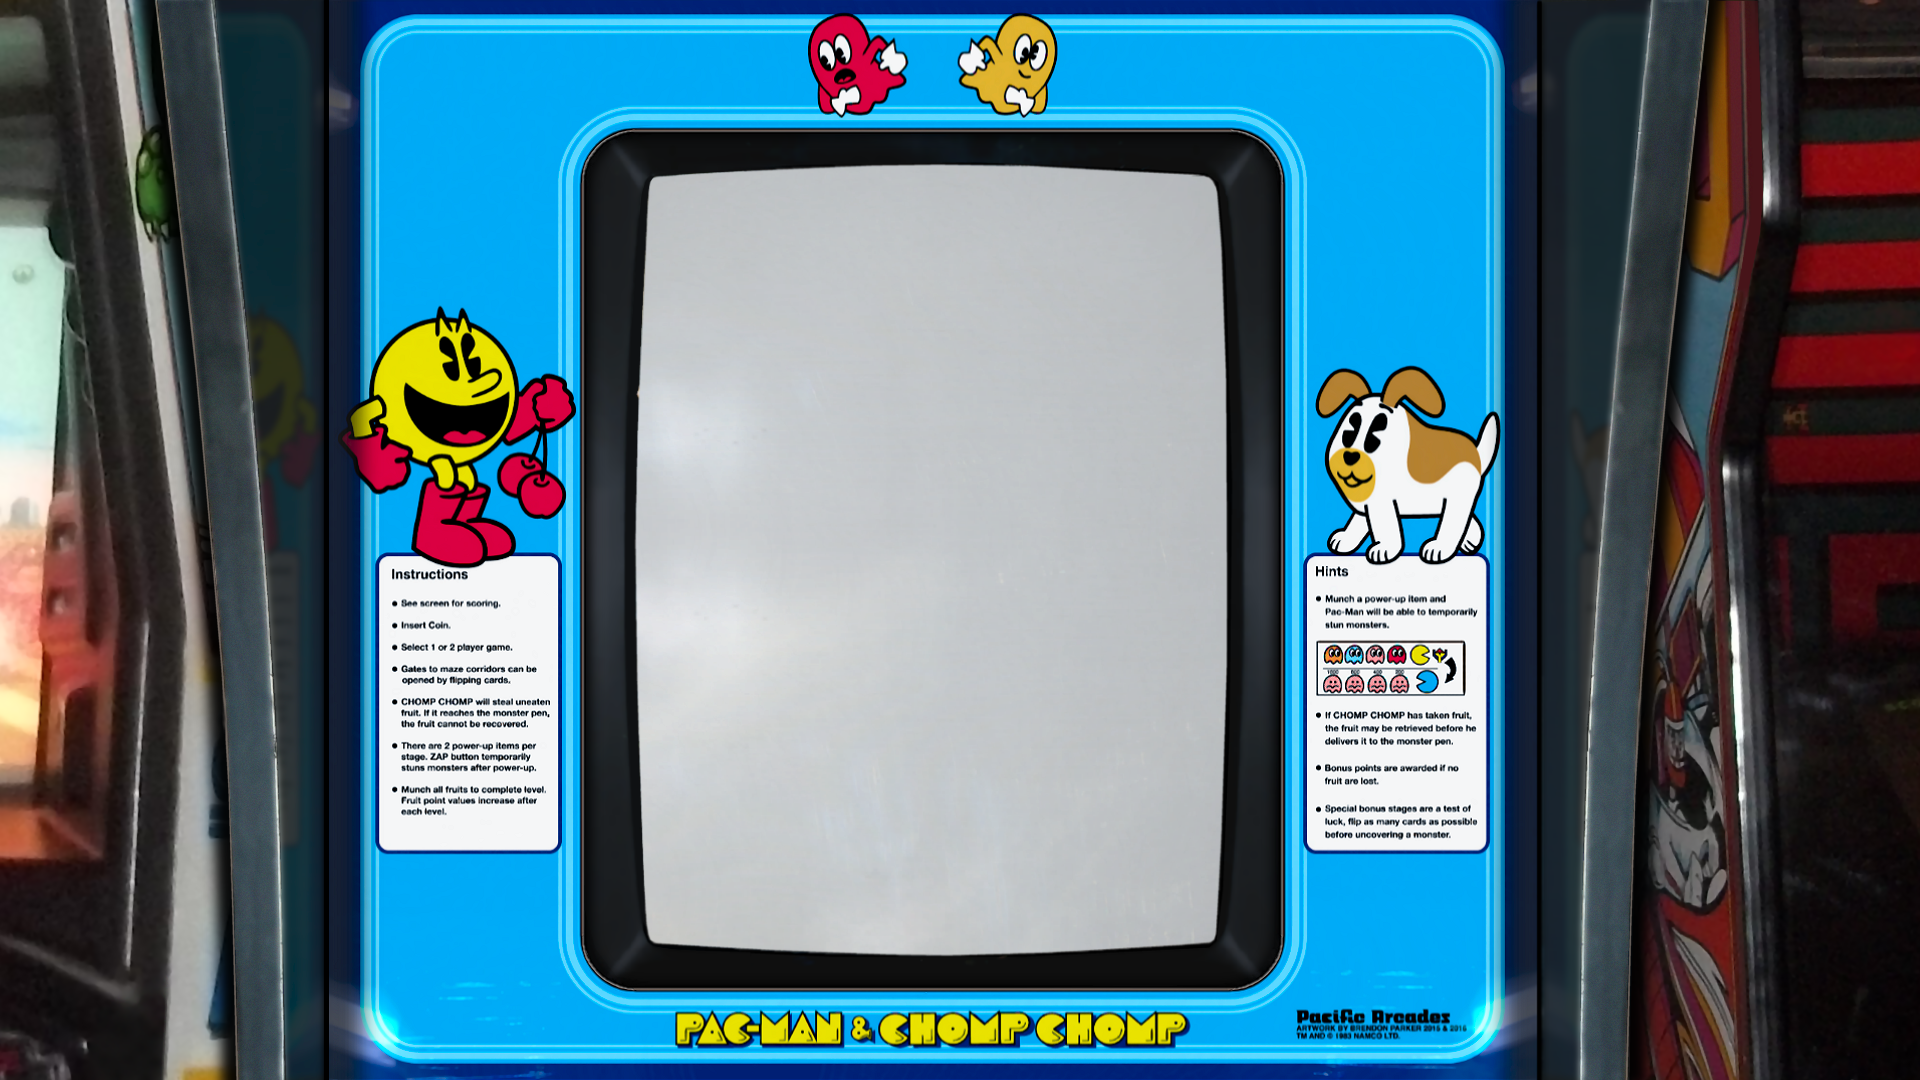 Instructions
• See screen for scoring.
• Insert Coin.
• Select 1 or 2 player game.
• Gates to maze corridors can be
opened by flipping cards.
• CHOMP CHOMP will steal uneaten
fruit. If it reaches the monster pen,
the fruit cannot be recovered.
• There are 2 power-up items per
stage. ZAP button temporarily
stuns monsters after power-up.
• Munch all fruits to complete level.
Fruit point values increase after
each level.
Hints
• Munch a power-up item and
Pac-Man will be able to temporarily
stun monsters.
• If CHOMP CHOMP has taken fruit,
the fruit may be retrieved before he
delivers it to the monster pen.
• Bonus points are awarded if no
fruit are lost.
• Special bonus stages are a test of
luck, flip as many cards as possible
before uncovering a monster.
PAC-MAN & CHOMP CHOMP
Pacific Arcades
ARTWORK BY BRENDON PARKER 2015 & 2016
TM AND © 1983 NAMCO LTD.